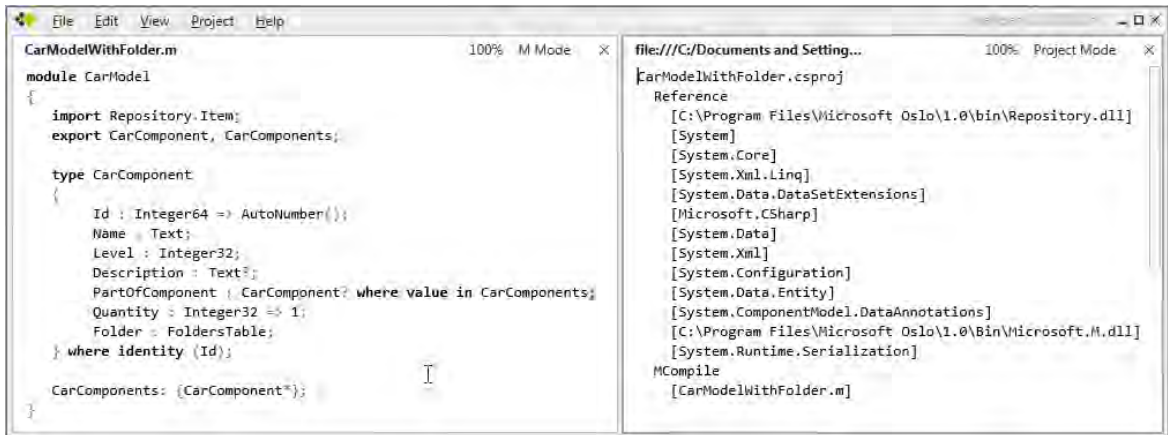 File Edit View Project Help
CarModelWithFolder.m 100% M Mode ×
module CarModel
{
import Repository.Item;
export CarComponent, CarComponents;
type CarComponent
{
Id : Integer64 => AutoNumber();
Name : Text;
Level : Integer32;
Description : Text?;
PartOfComponent : CarComponent? where value in CarComponents;
Quantity : Integer32 => 1;
Folder : FoldersTable;
} where identity (Id);
CarComponents: {CarComponent*};
}
file:///C:/Documents and Setting... 100% Project Mode ×
CarModelWithFolder.csproj
Reference
[C:\Program Files\Microsoft Oslo\1.0\bin\Repository.dll]
[System]
[System.Core]
[System.Xml.Linq]
[System.Data.DataSetExtensions]
[Microsoft.CSharp]
[System.Data]
[System.Xml]
[System.Configuration]
[System.Data.Entity]
[System.ComponentModel.DataAnnotations]
[C:\Program Files\Microsoft Oslo\1.0\Bin\Microsoft.M.dll]
[System.Runtime.Serialization]
MCompile
[CarModelWithFolder.m]